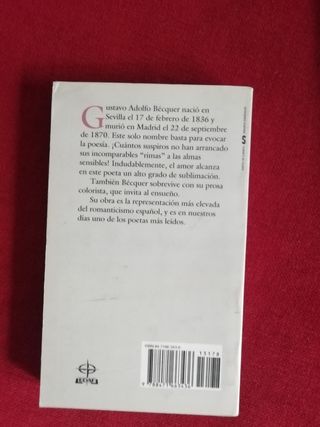 Gustavo Adolfo Bécquer nació en
Sevilla el 17 de febrero de 1836 y
murió en Madrid el 22 de septiembre
de 1870. Este solo nombre basta para evocar
la poesía. ¡Cuántos suspiros no han arrancado
sus incomparables "rimas" a las almas
sensibles! Indudablemente, el amor alcanza
en este poeta un alto grado de sublimación.
También Bécquer sobrevive con su prosa
colorista, que invita al ensueño.
Su obra es la representación más elevada
del romanticismo español, y es en nuestros
días uno de los poetas más leídos.
S
15179
EDAF